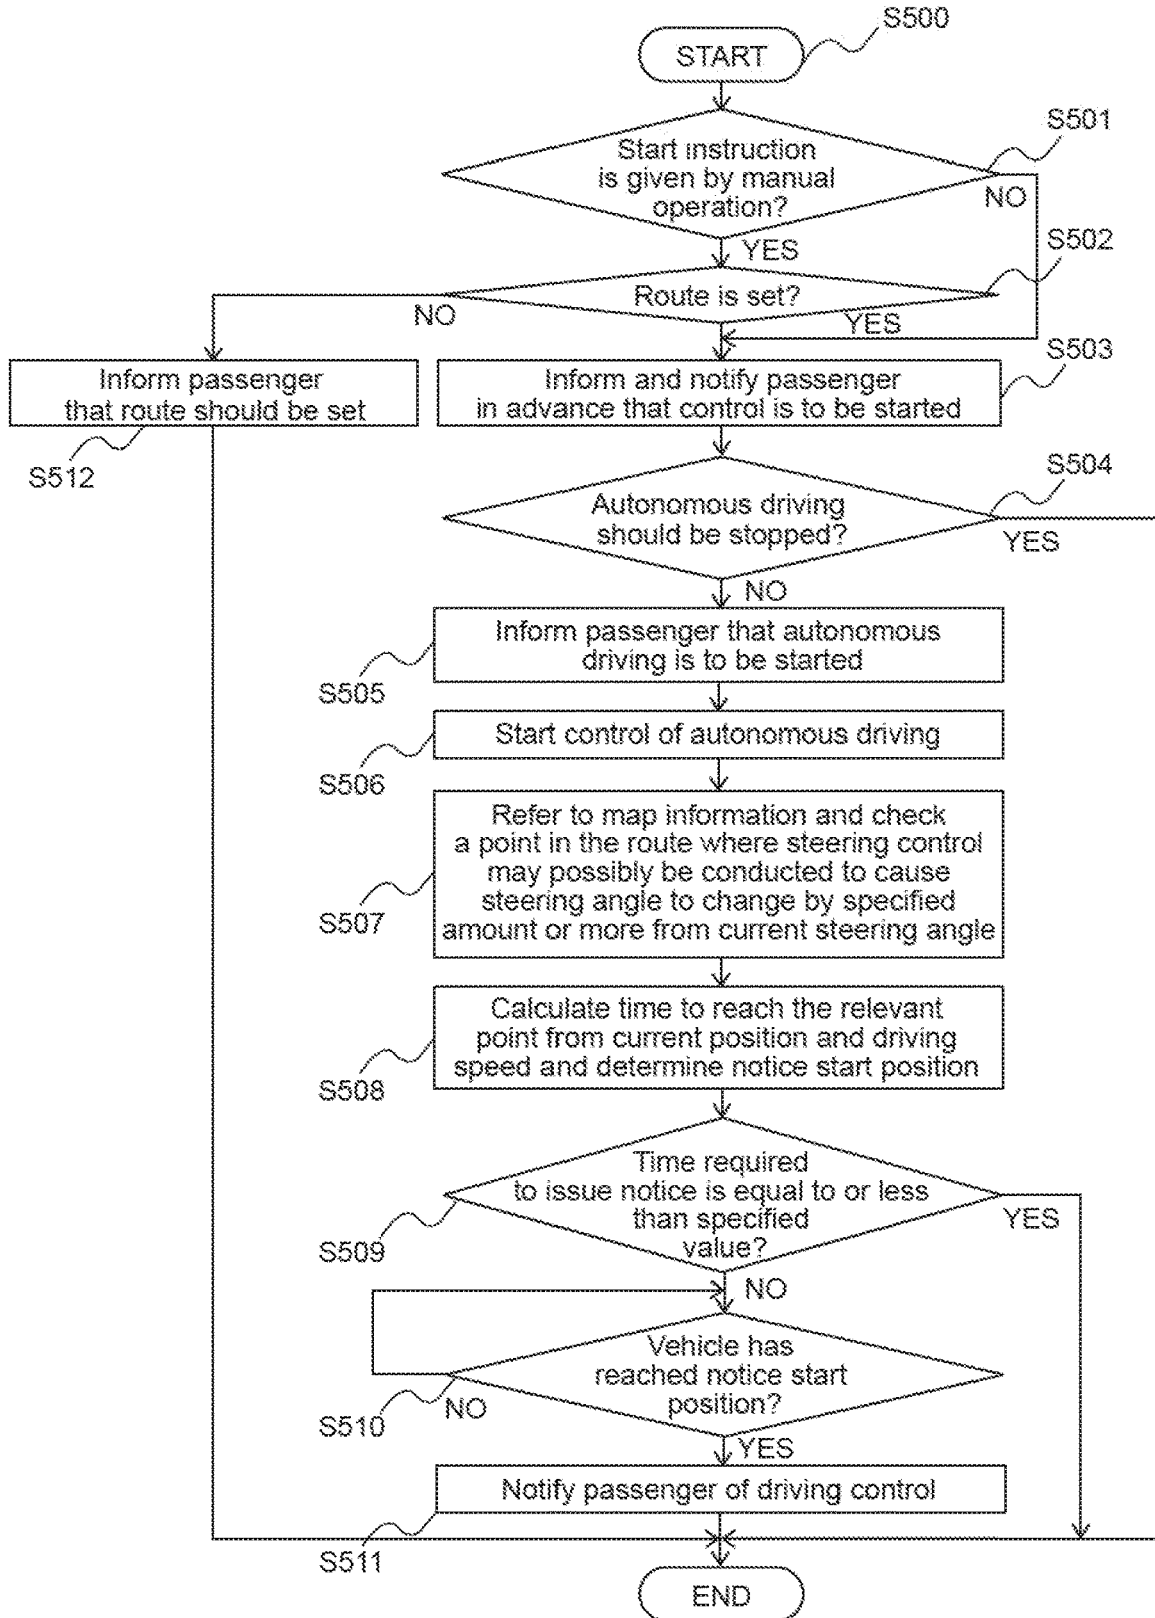 S500
START
S501
Start instruction
is given by manual
operation?
NO
YES
S502
Route is set?
NO
YES
S503
Inform passenger
that route should be set
S512
Inform and notify passenger
in advance that control is to be started
S504
Autonomous driving
should be stopped?
YES
NO
Inform passenger that autonomous
driving is to be started
S505
Start control of autonomous driving
S506
Refer to map information and check
a point in the route where steering control
may possibly be conducted to cause
steering angle to change by specified
amount or more from current steering angle
S507
Calculate time to reach the relevant
point from current position and driving
speed and determine notice start position
S508
Time required
to issue notice is equal to or less
than specified
value?
S509
YES
NO
Vehicle has
reached notice start
position?
S510
NO
YES
Notify passenger of driving control
S511
END